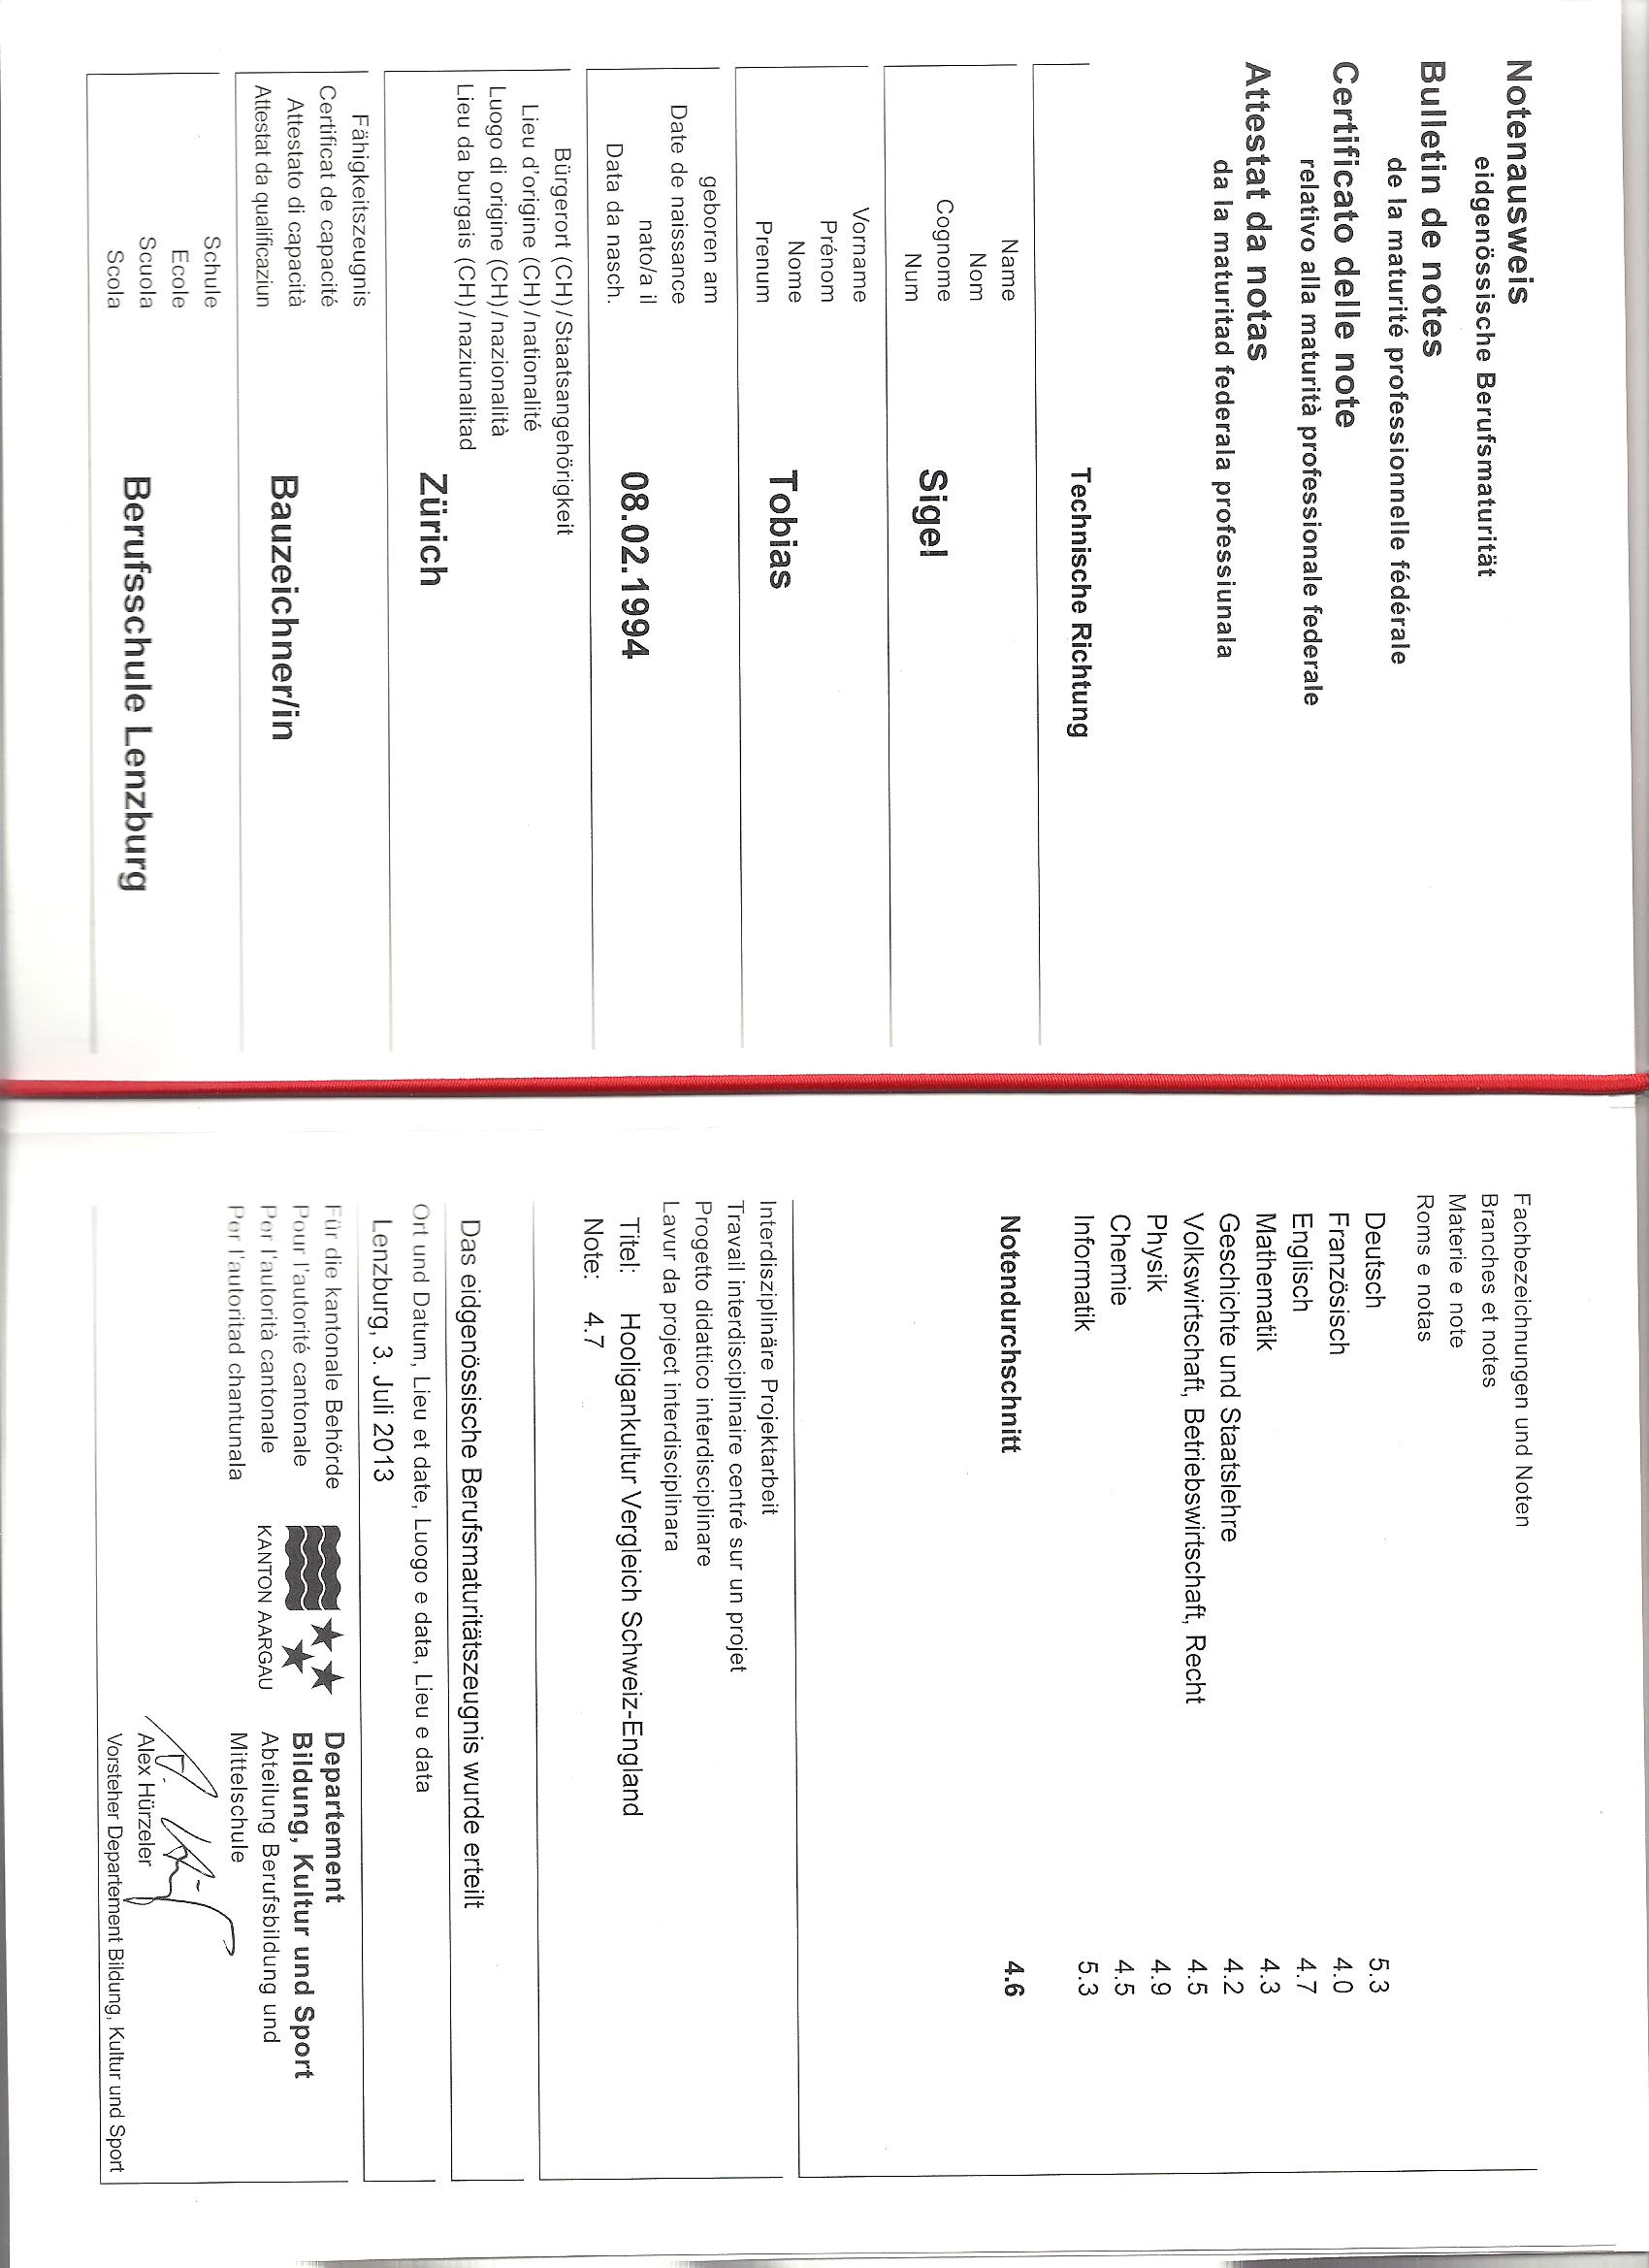 Notenausweis
eidgenössische Berufsmaturität
Bulletin de notes
de la maturité professionnelle fédérale
Certificato delle note
relativo alla maturità professionale federale
Attestat da notas
da la maturitad federala professiunala
Technische Richtung
Name
Nom
Cognome
Num
Sigel
Vorname
Prénom
Nome
Prenum
Tobias
geboren am
Date de naissance
nato/a il
Data da nasch.
08.02.1994
Bürgerort (CH)/Staatsangehörigkeit
Lieu d'origine (CH)/nationalité
Luogo di origine (CH)/nazionalità
Lieu da burgais (CH)/naziunalitad
Zürich
Fähigkeitszeugnis
Certificat de capacité
Attestato di capacità
Attestat da qualificaziun
Bauzeichner/in
Schule
Ecole
Scuola
Scola
Berufsschule Lenzburg
Fachbezeichnungen und Noten
Branches et notes
Materie e note
Roms e notas
Deutsch 5.3
Französisch 4.0
Englisch 4.7
Mathematik 4.3
Geschichte und Staatslehre 4.2
Volkswirtschaft, Betriebswirtschaft, Recht 4.5
Physik 4.9
Chemie 4.5
Informatik 5.3
Notendurchschnitt 4.6
Interdisziplinäre Projektarbeit
Travail interdisciplinaire centré sur un projet
Progetto didattico interdisciplinare
Lavur da project interdisciplinara
Titel: Hooligankultur Vergleich Schweiz-England
Note: 4.7
Das eidgenössische Berufsmaturitätszeugnis wurde erteilt
Ort und Datum, Lieu et date, Luogo e data, Lieu e data
Lenzburg, 3. Juli 2013
Für die kantonale Behörde
Pour l'autorité cantonale
Per l'autorità cantonale
Per l'autoritad chantunala
KANTON AARGAU
Departement
Bildung, Kultur und Sport
Abteilung Berufsbildung und
Mittelschule
Alex Hürzeler
Vorsteher Departement Bildung, Kultur und Sport